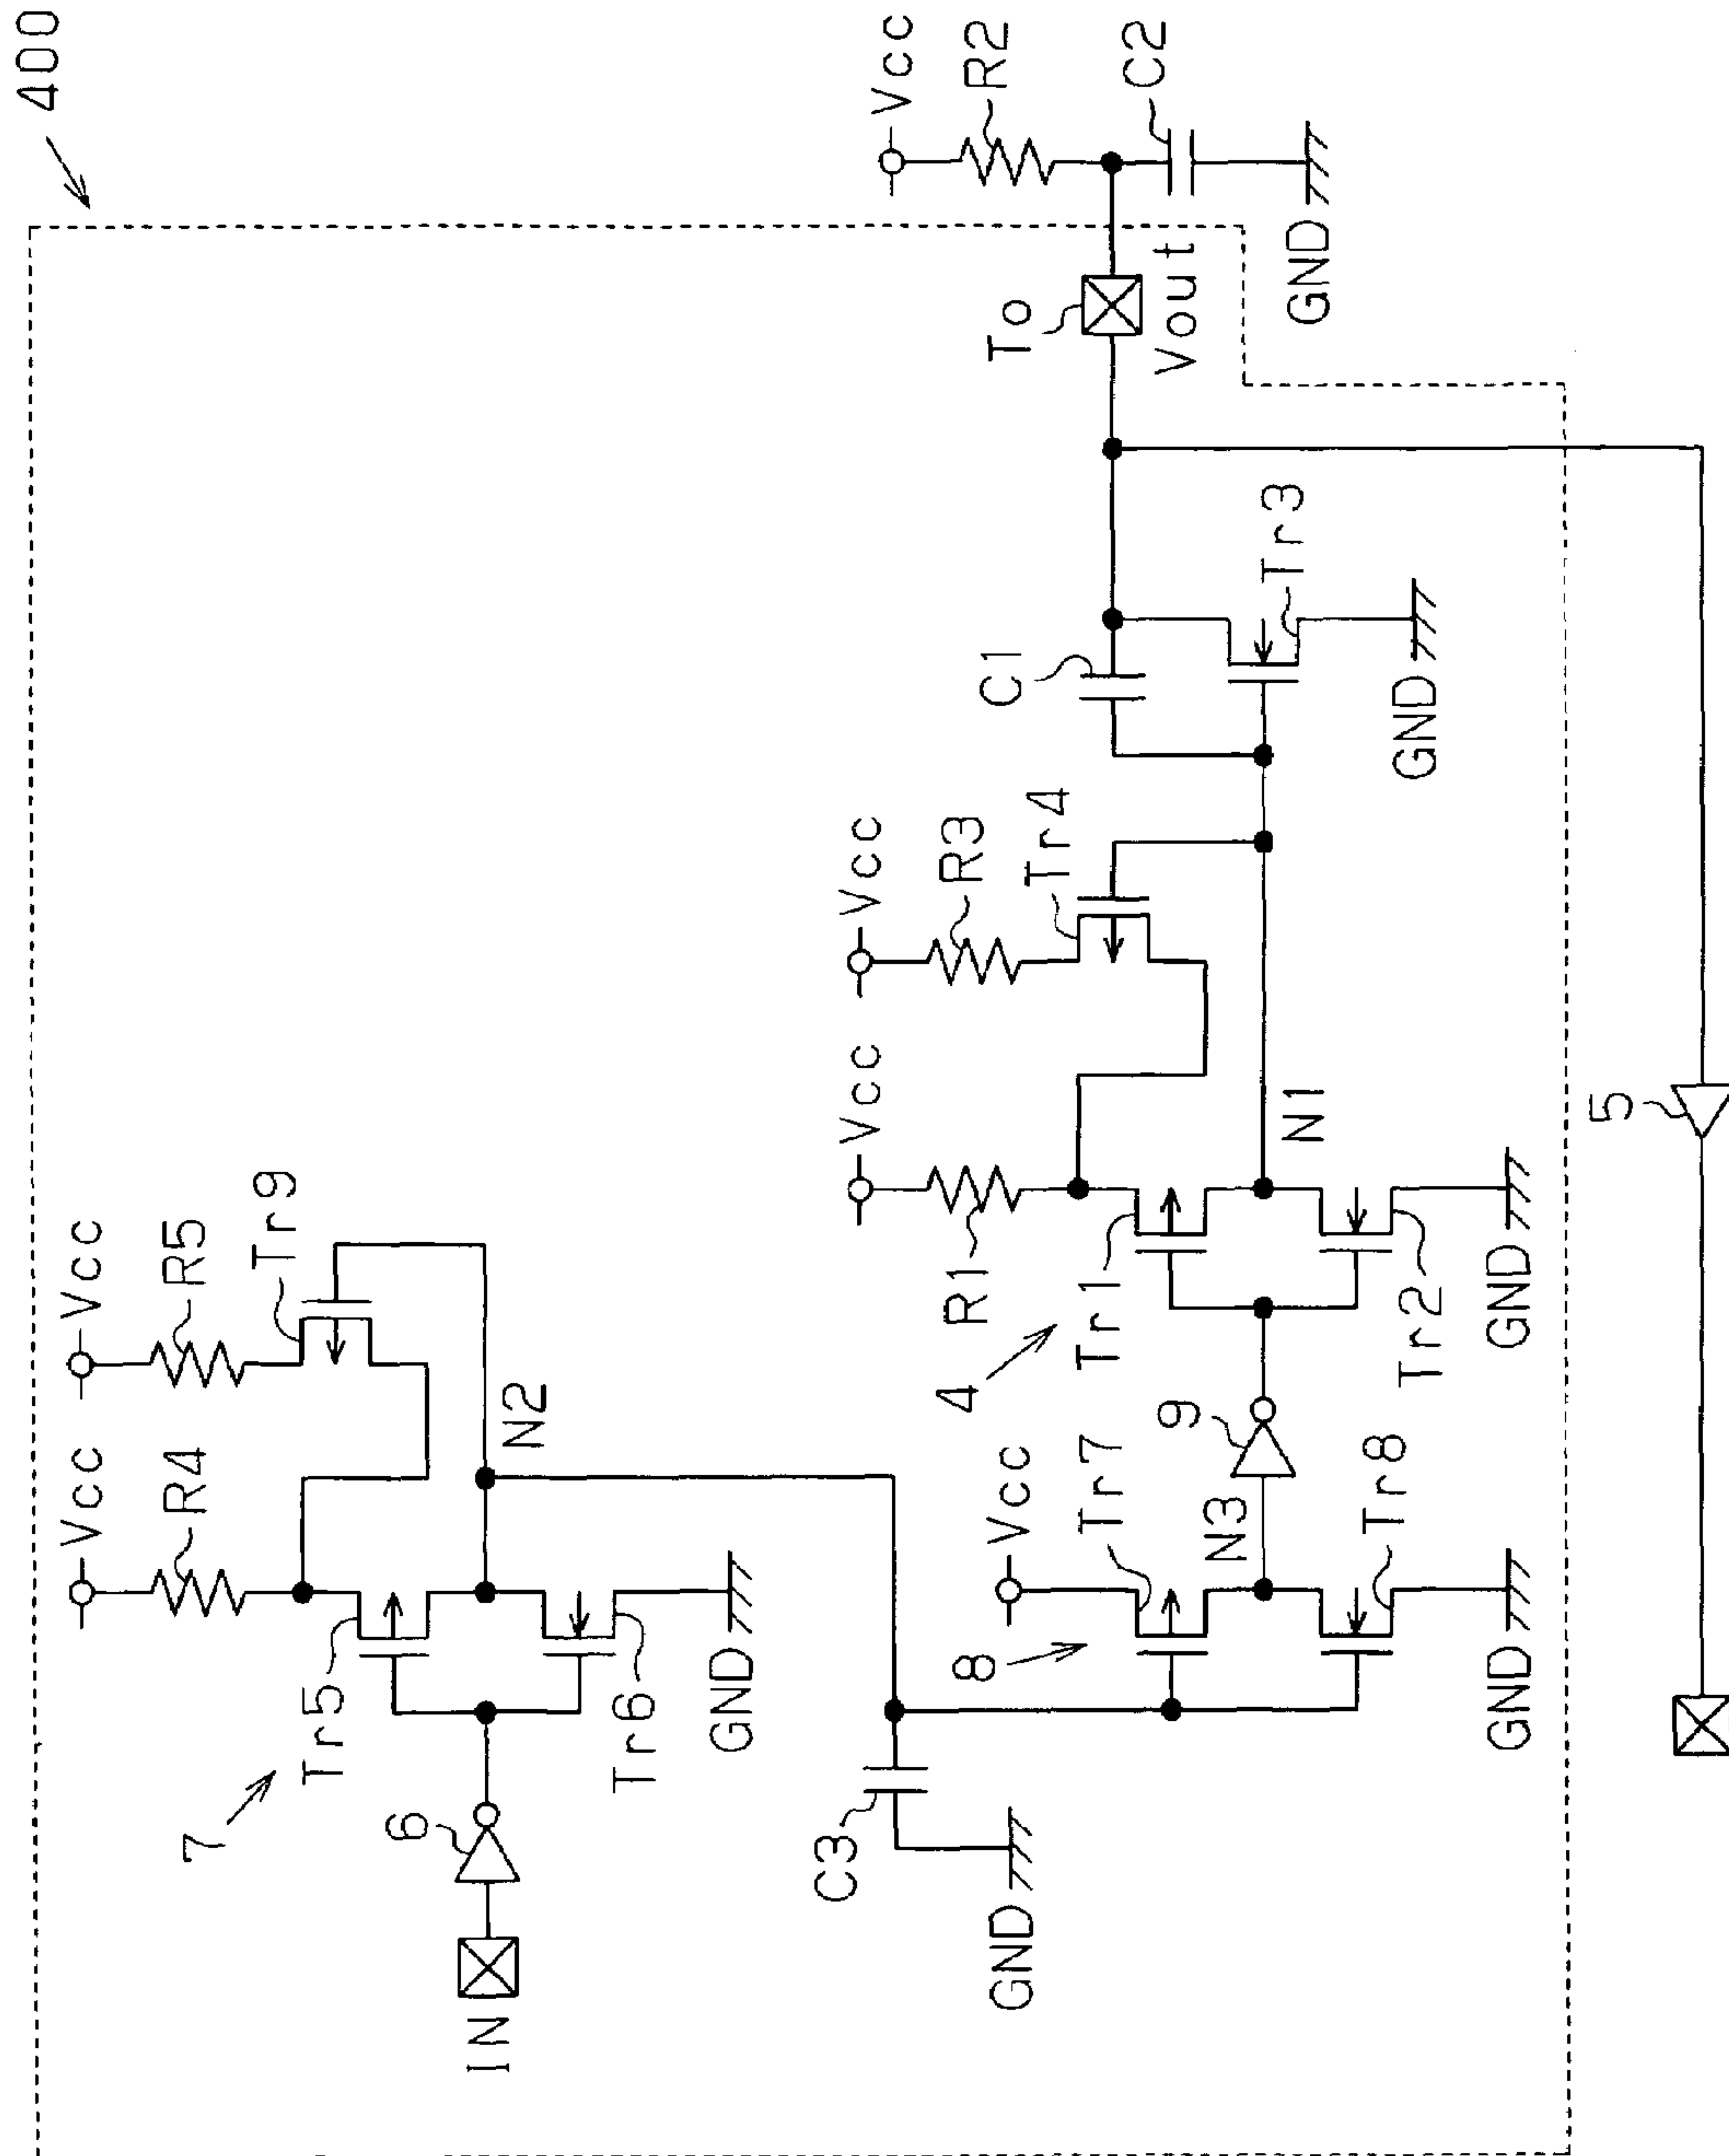 400
Vcc
R4
Vcc
R5
Tr9
7
Tr5
N2
6
Tr6
IN
GND
Vcc
R2
C2
GND
To
Vout
C3
GND
8
Vcc
Tr7
N3
Tr8
GND
9
4
Vcc
R1
Tr1
N1
Tr2
GND
Vcc
R3
Tr4
C1
Tr3
GND
5